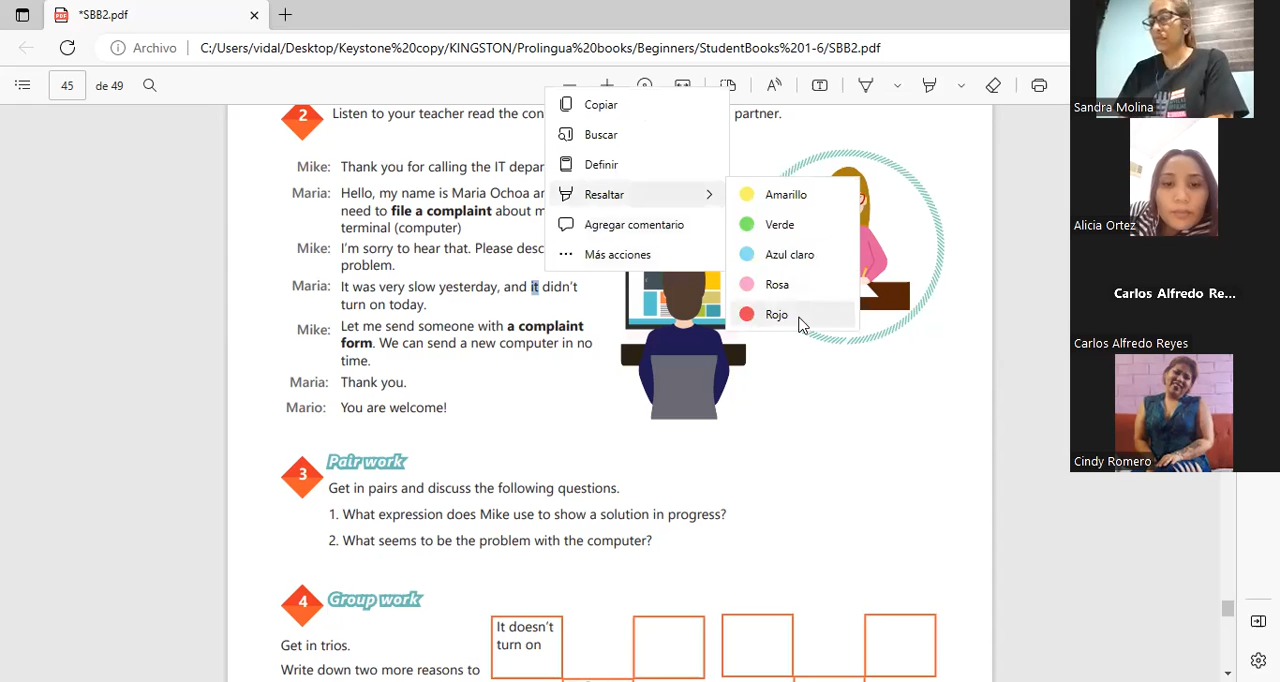 *SBB2.pdf
Archivo
C:/Users/vidal/Desktop/Keystone%20copy/KINGSTON/Prolingua%20books/Beginners/StudentBooks%201-6/SBB2.pdf
45
de 49
Copiar
Buscar
Definir
Resaltar
Agregar comentario
Más acciones
Amarillo
Verde
Azul claro
Rosa
Rojo
2
Listen to your teacher read the con
partner.
Mike: Thank you for calling the IT depar
Maria: Hello, my name is Maria Ochoa an
need to file a complaint about m
terminal (computer)
Mike: I'm sorry to hear that. Please desc
problem.
Maria: It was very slow yesterday, and it didn't
turn on today.
Mike: Let me send someone with a complaint
form. We can send a new computer in no
time.
Maria: Thank you.
Mario: You are welcome!
3
Pair work
Get in pairs and discuss the following questions.
1. What expression does Mike use to show a solution in progress?
2. What seems to be the problem with the computer?
4
Group work
Get in trios.
Write down two more reasons to
It doesn't
turn on
Sandra Molina
Alicia Ortez
Carlos Alfredo Re...
Carlos Alfredo Reyes
Cindy Romero